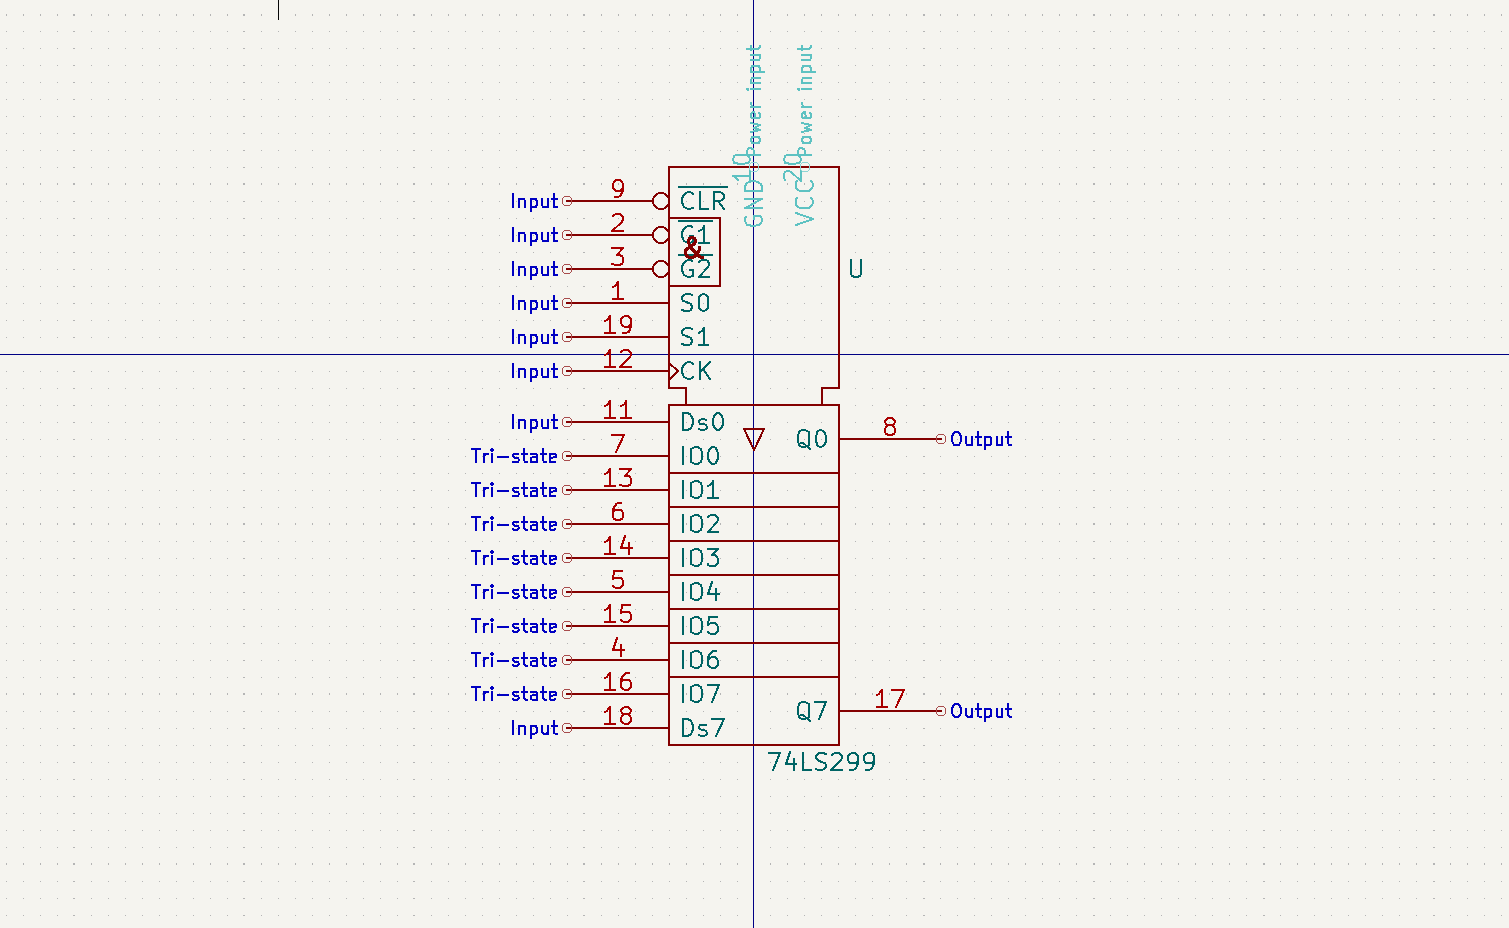 10 Power input
GND
20 Power input
VCC
Input 9 CLR
Input 2 G1
&
Input 3 G2
U
Input 1 S0
Input 19 S1
Input 12 CK
Input 11 Ds0
Q0 8 Output
Tri-state 7 IO0
Tri-state 13 IO1
Tri-state 6 IO2
Tri-state 14 IO3
Tri-state 5 IO4
Tri-state 15 IO5
Tri-state 4 IO6
Tri-state 16 IO7
Q7 17 Output
Input 18 Ds7
74LS299